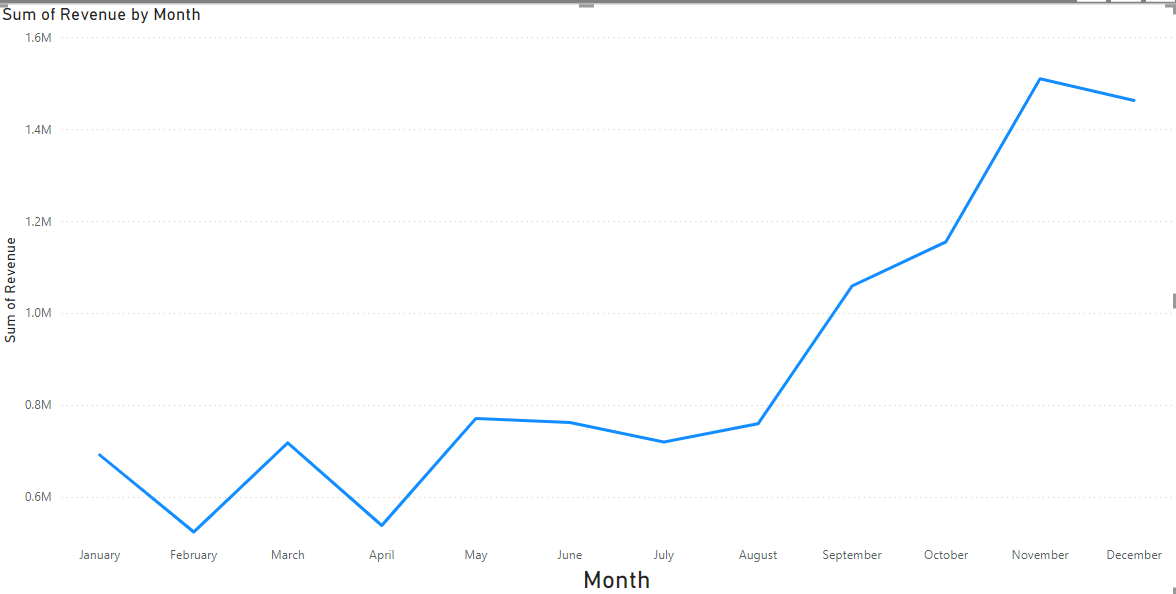 Sum of Revenue by Month
1.6M
1.4M
1.2M
1.0M
0.8M
0.6M
Sum of Revenue
January February March April May June July August September October November December
Month